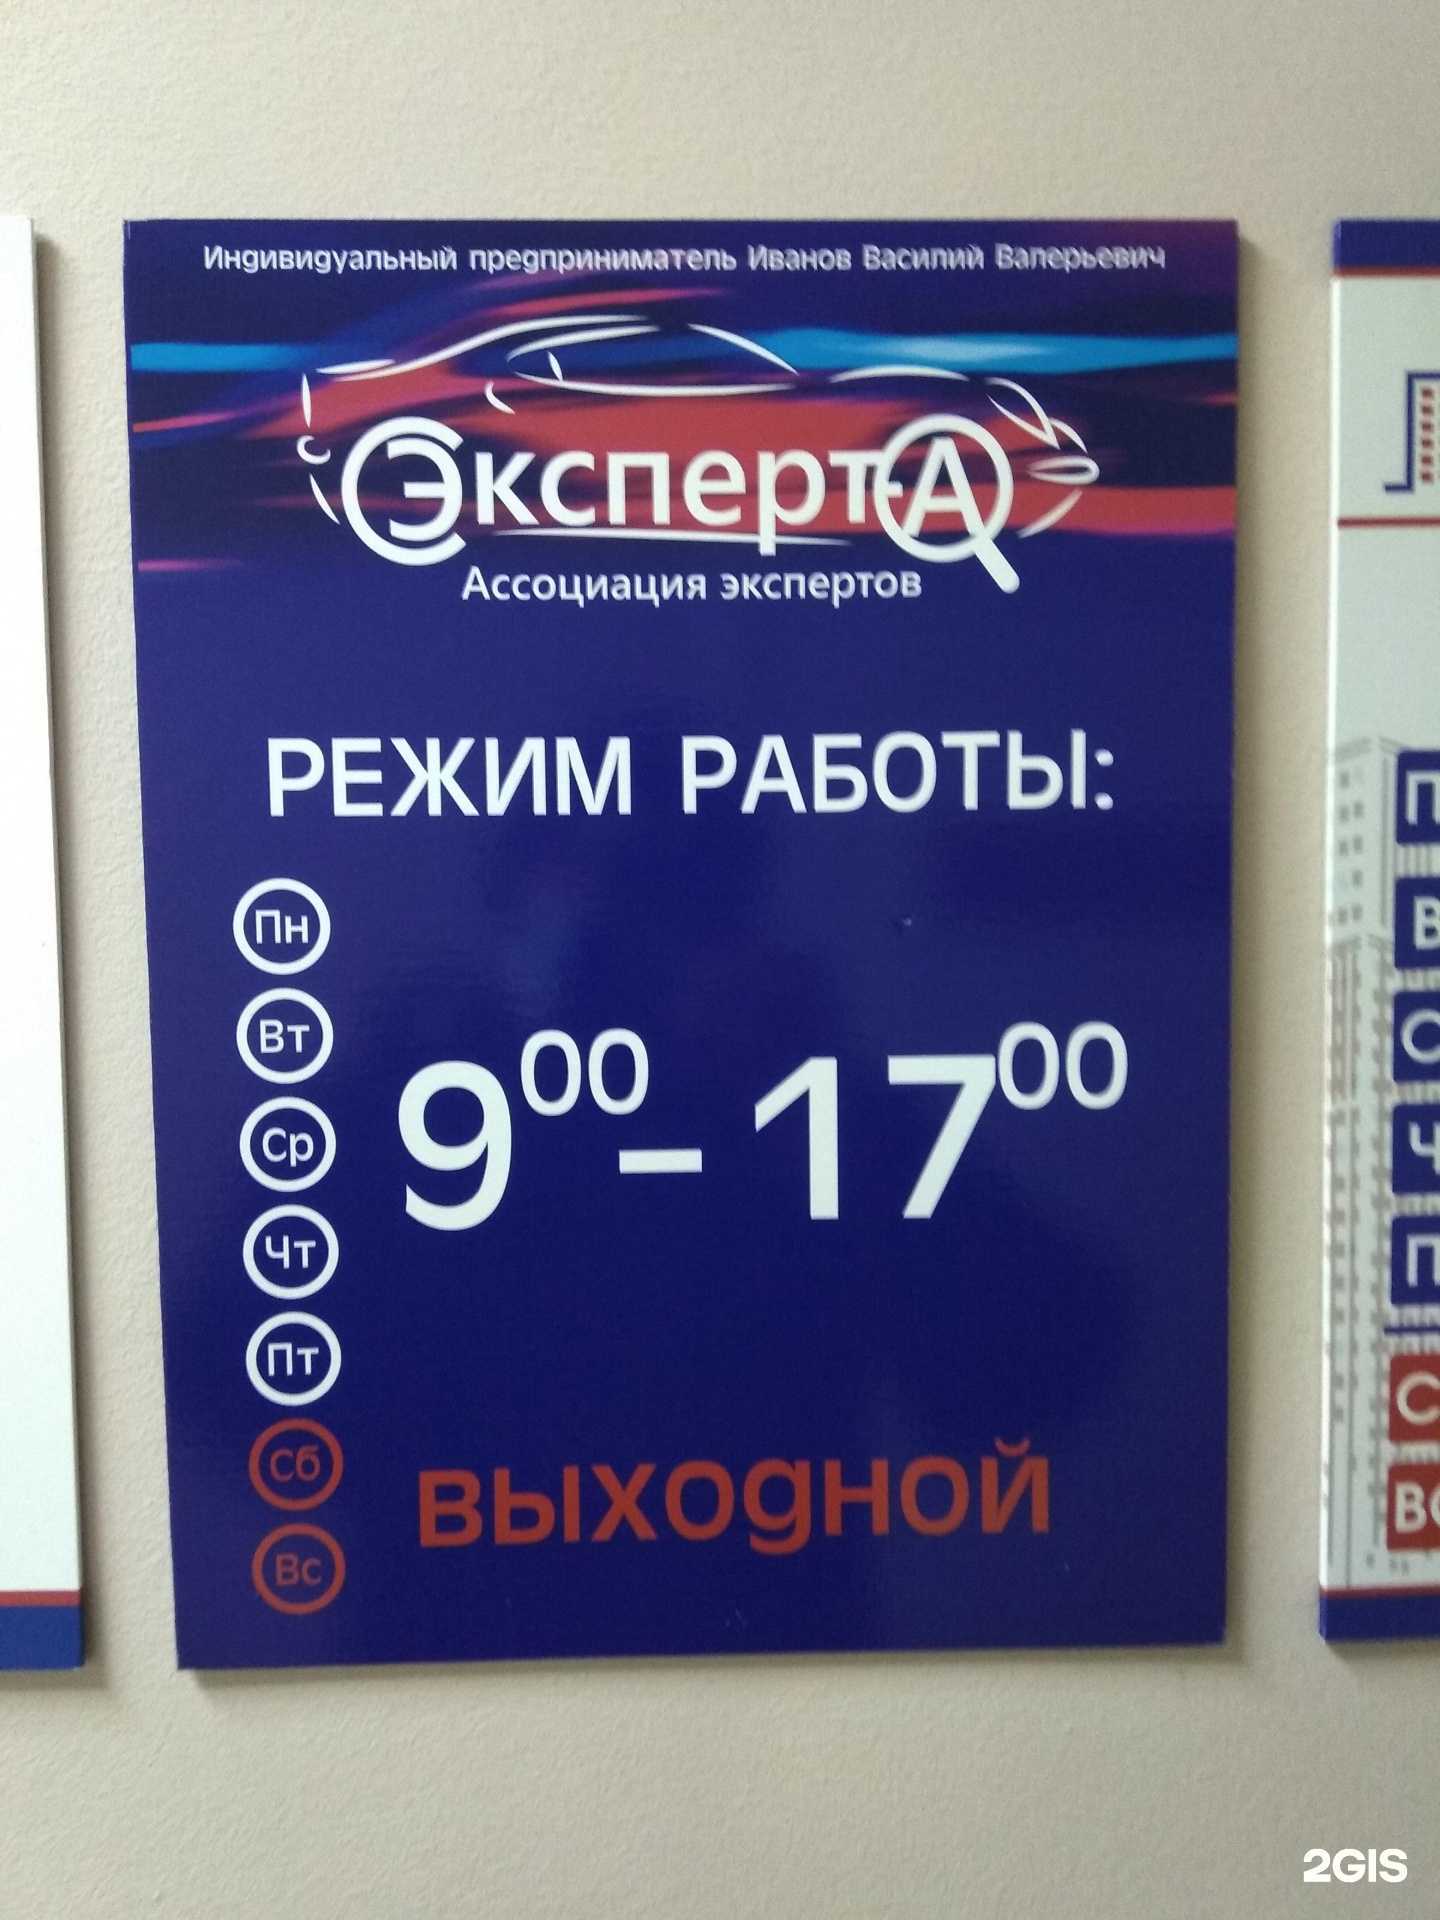 Индивидуальный предприниматель Иванов Василий Валерьевич
Эксперт-А
Ассоциация экспертов
РЕЖИМ РАБОТЫ:
Пн
Вт
Ср
Чт
Пт
9⁰⁰ – 17⁰⁰
Сб
Вс
выходной
П
В
Ч
П
С
2GIS